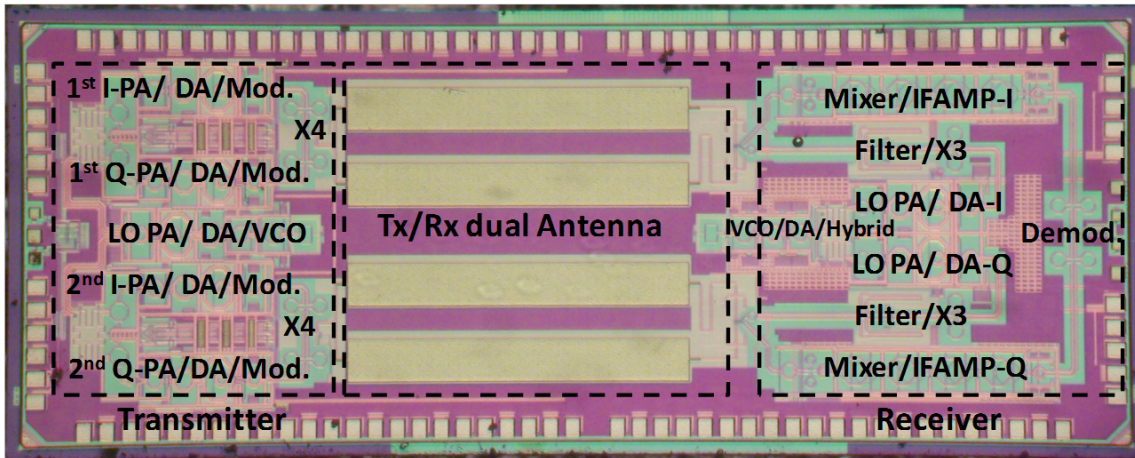 1st I-PA/ DA/Mod.
X4
1st Q-PA/ DA/Mod.
LO PA/ DA/VCO
2nd I-PA/ DA/Mod.
X4
2nd Q-PA/DA/Mod.
Transmitter
Tx/Rx dual Antenna
Mixer/IFAMP-I
Filter/X3
LO PA/ DA-I
VCO/DA/Hybrid
Demod.
LO PA/ DA-Q
Filter/X3
Mixer/IFAMP-Q
Receiver